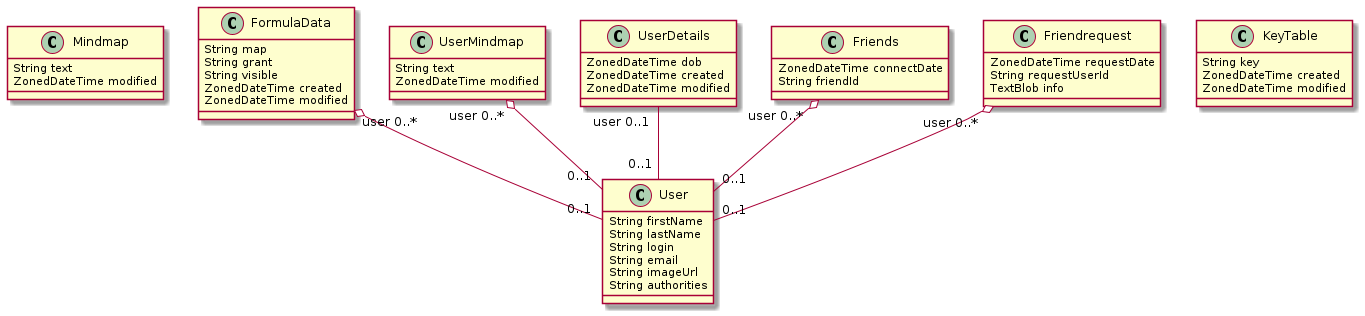 C Mindmap
String text
ZonedDateTime modified
C FormulaData
String map
String grant
String visible
ZonedDateTime created
ZonedDateTime modified
C UserMindmap
String text
ZonedDateTime modified
C UserDetails
ZonedDateTime dob
ZonedDateTime created
ZonedDateTime modified
C Friends
ZonedDateTime connectDate
String friendId
C Friendrequest
ZonedDateTime requestDate
String requestUserId
TextBlob info
C KeyTable
String key
ZonedDateTime created
ZonedDateTime modified
user 0..*
user 0..*
user 0..1
user 0..*
user 0..*
0..1
0..1
0..1
0..1
0..1
C User
String firstName
String lastName
String login
String email
String imageUrl
String authorities